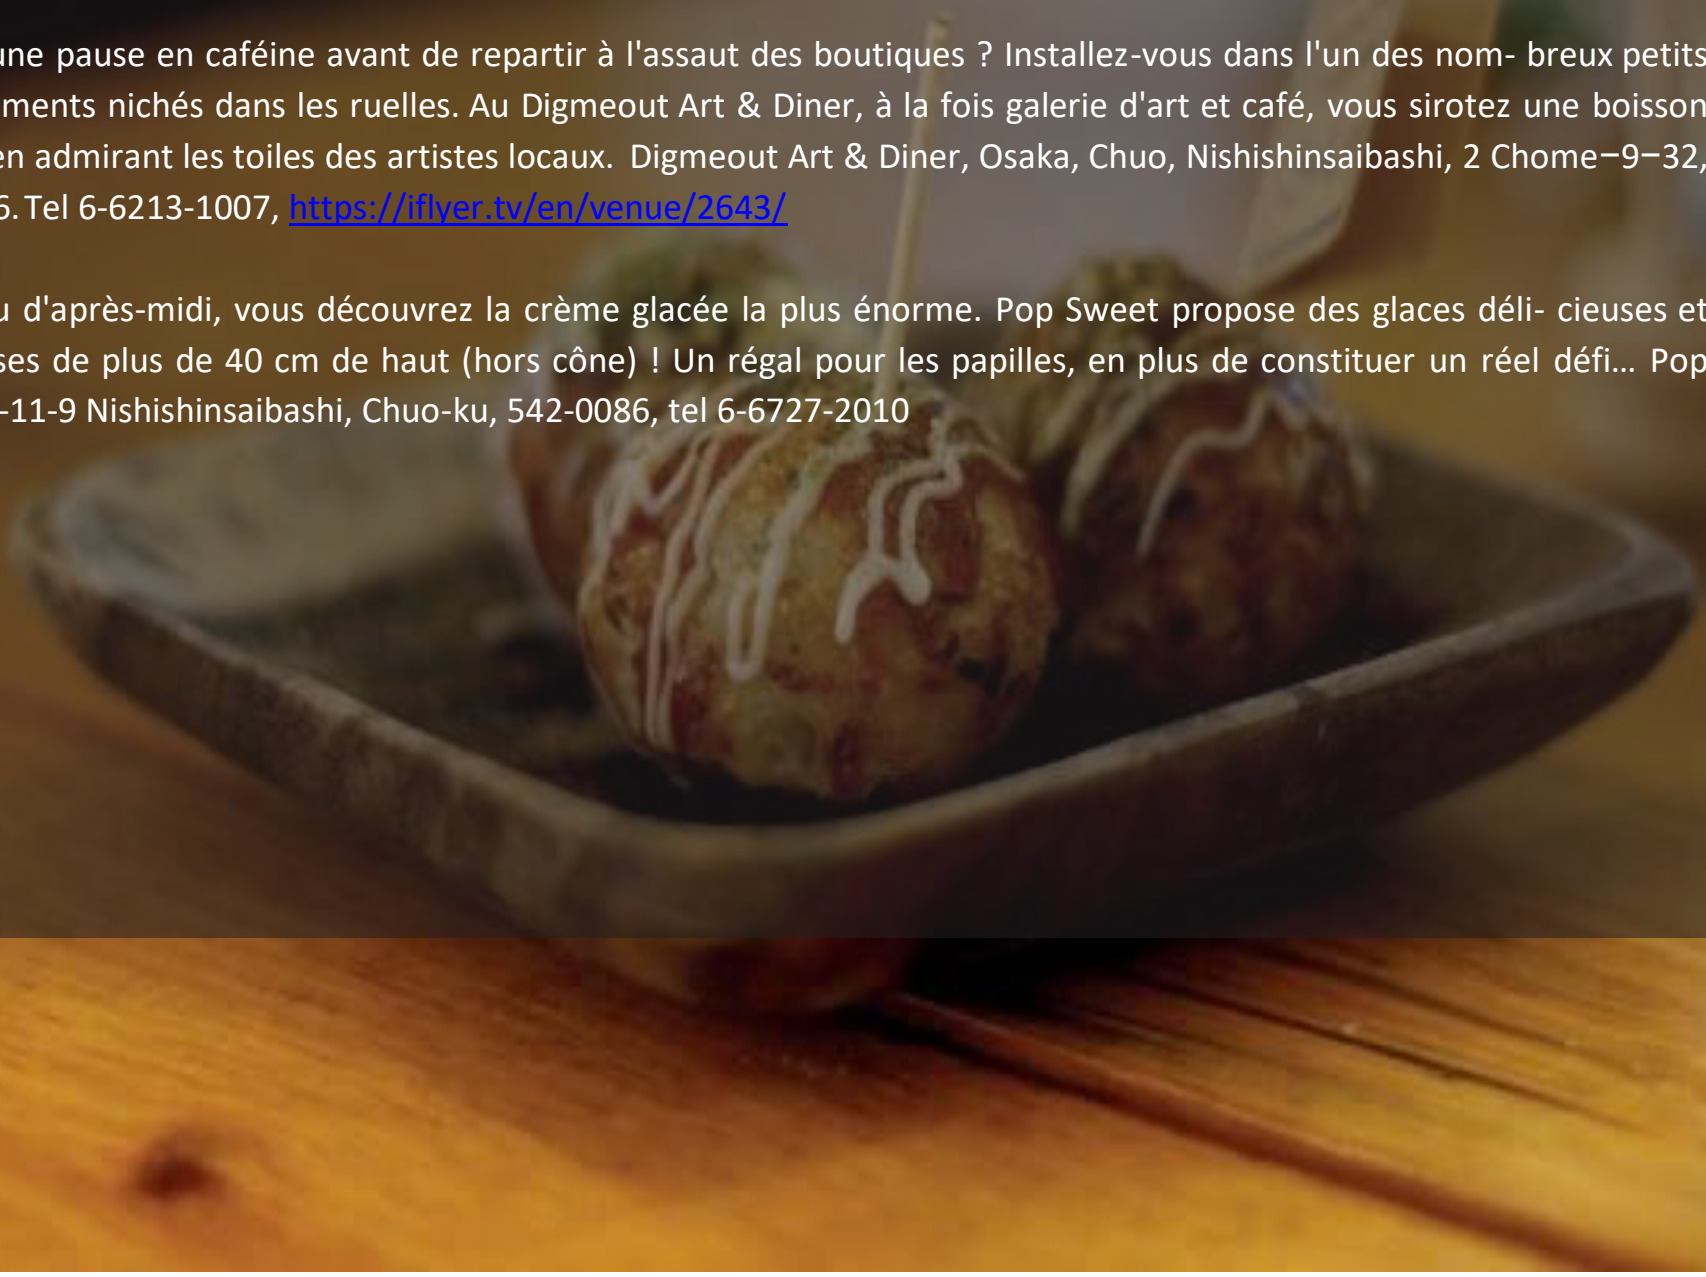 une pause en caféine avant de repartir à l'assaut des boutiques ? Installez-vous dans l'un des nom- breux petits
ments nichés dans les ruelles. Au Digmeout Art & Diner, à la fois galerie d'art et café, vous sirotez une boisson
en admirant les toiles des artistes locaux. Digmeout Art & Diner, Osaka, Chuo, Nishishinsaibashi, 2 Chome−9−32,
6. Tel 6-6213-1007, https://iflyer.tv/en/venue/2643/
u d'après-midi, vous découvrez la crème glacée la plus énorme. Pop Sweet propose des glaces déli- cieuses et
ses de plus de 40 cm de haut (hors cône) ! Un régal pour les papilles, en plus de constituer un réel défi… Pop
-11-9 Nishishinsaibashi, Chuo-ku, 542-0086, tel 6-6727-2010